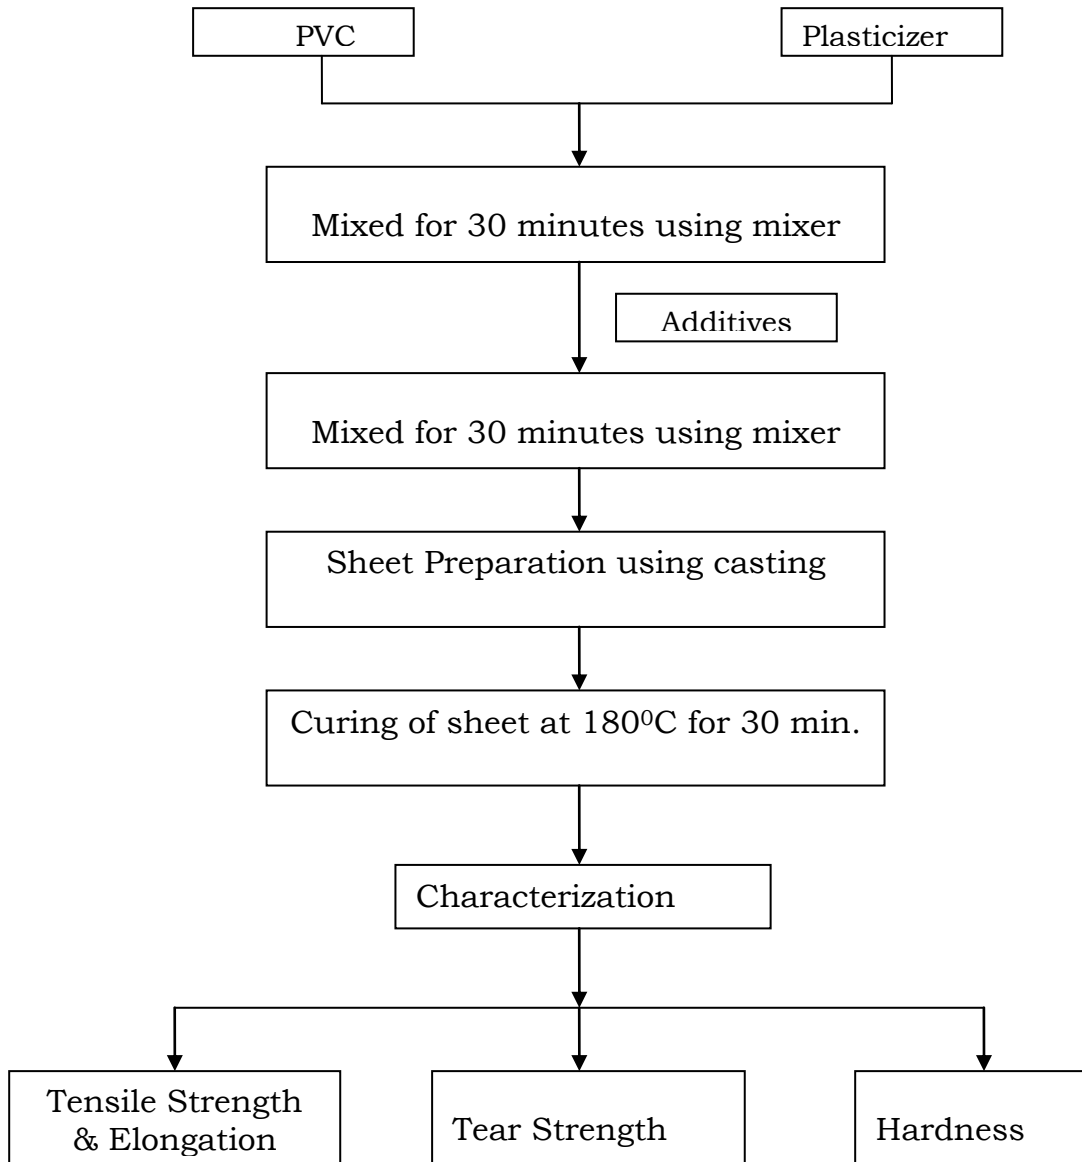 PVC
Plasticizer
Mixed for 30 minutes using mixer
Additives
Mixed for 30 minutes using mixer
Sheet Preparation using casting
Curing of sheet at 180⁰C for 30 min.
Characterization
Tensile Strength
& Elongation
Tear Strength
Hardness